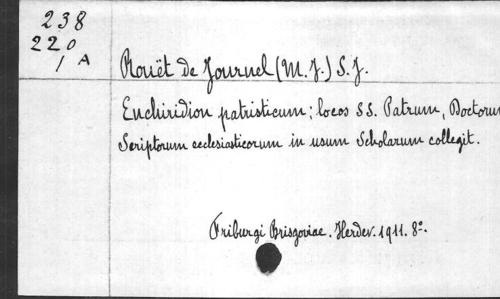 238
220
1 A
Rouët de Journel (M. J.) S. J.
Enchiridion patristicum; locos SS. Patrum, Doctorum
Scriptorum ecclesiasticorum in usum Scholarum collegit.
Friburgi Brisgoviae. Herder. 1911. 8º.